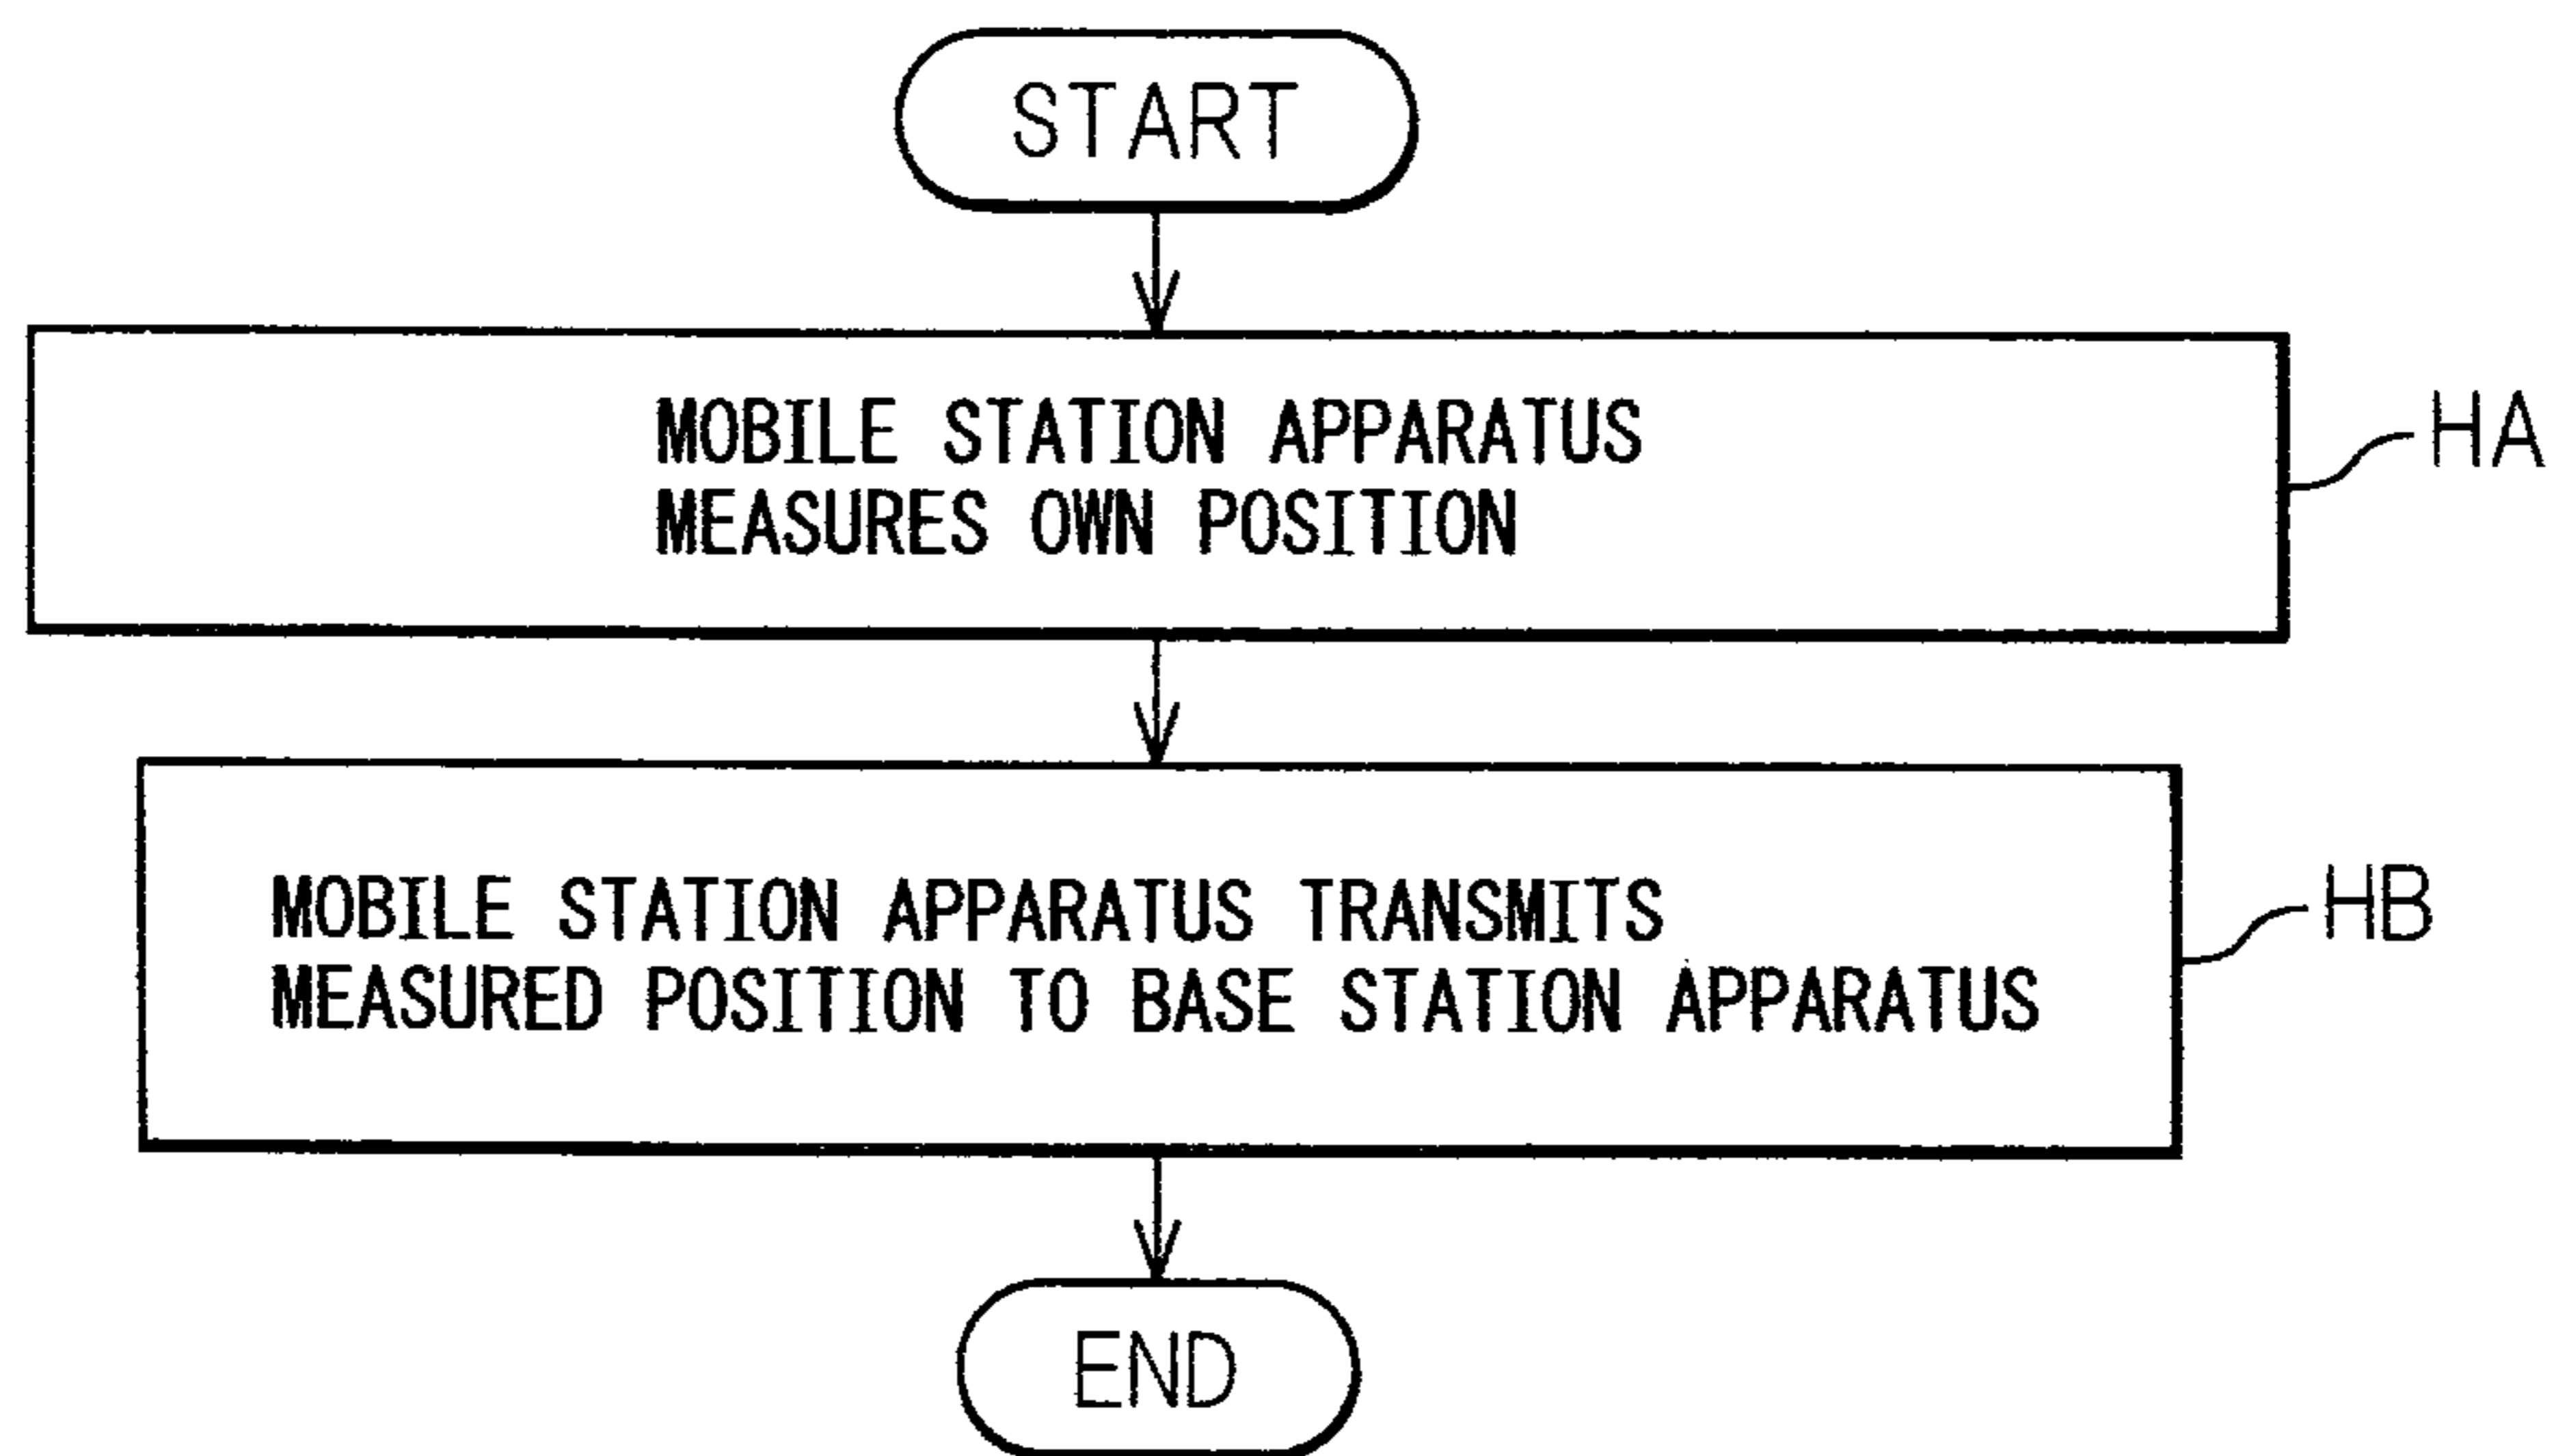 START
MOBILE STATION APPARATUS
MEASURES OWN POSITION
HA
MOBILE STATION APPARATUS TRANSMITS
MEASURED POSITION TO BASE STATION APPARATUS
HB
END